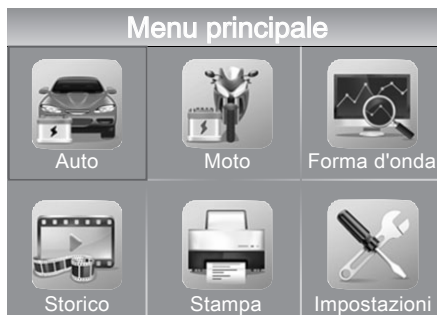 Menu principale
Auto
Moto
Forma d'onda
Storico
Stampa
Impostazioni